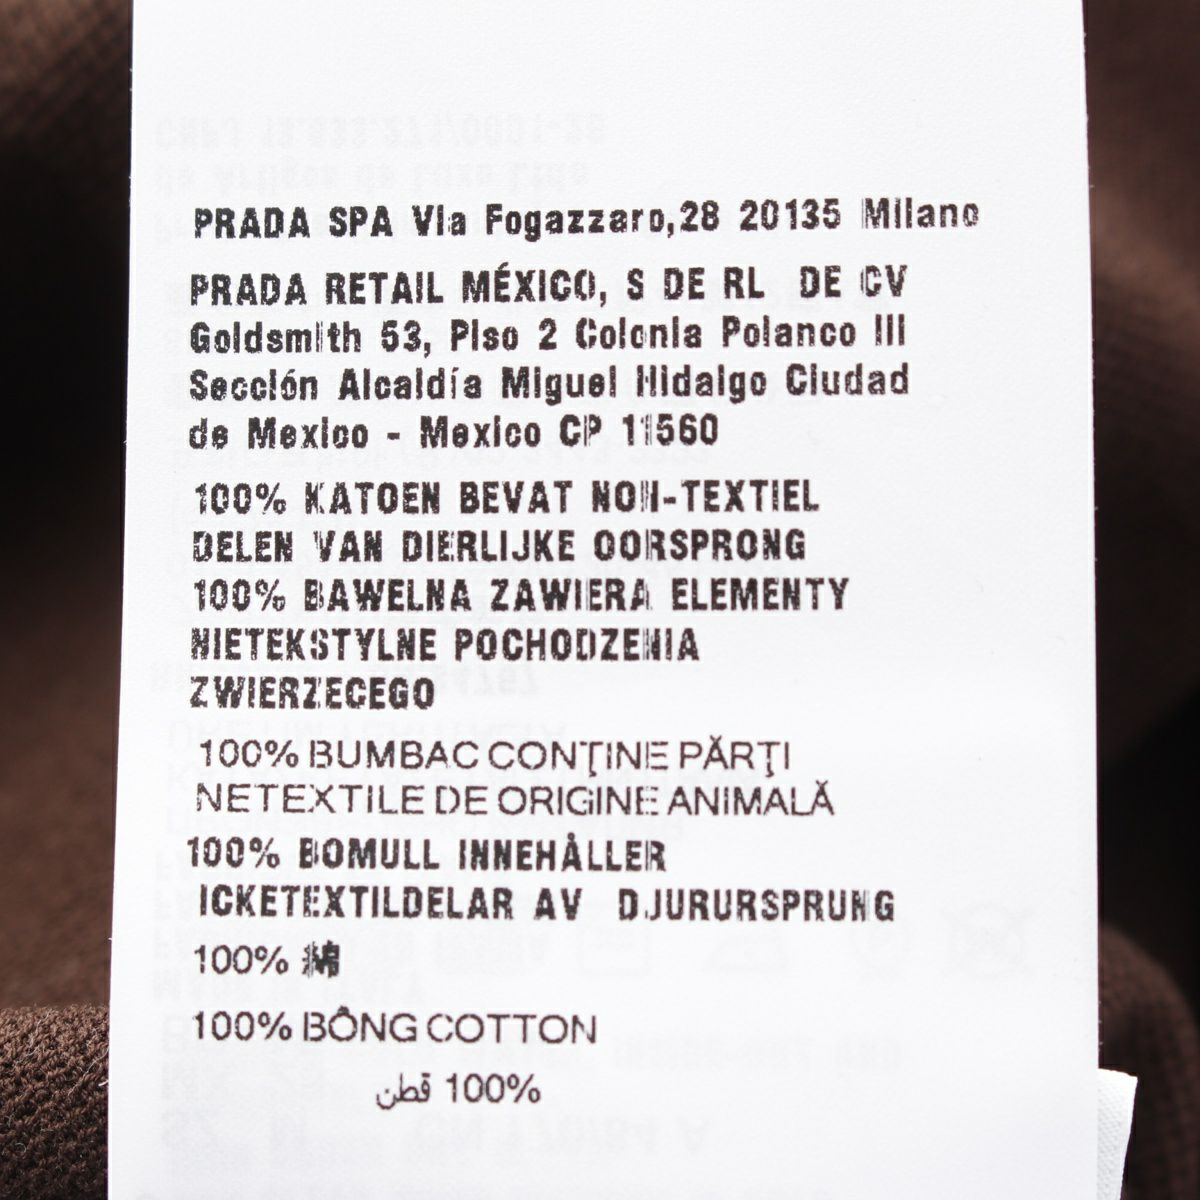 PRADA SPA Via Fogazzaro,28 20135 Milano
PRADA RETAIL MÉXICO, S DE RL DE CV
Goldsmith 53, Piso 2 Colonia Polanco III
Sección Alcaldía Miguel Hidalgo Ciudad
de Mexico - Mexico CP 11560
100% KATOEN BEVAT NON-TEXTIEL
DELEN VAN DIERLIJKE OORSPRONG
100% BAWELNA ZAWIERA ELEMENTY
NIETEKSTYLNE POCHODZENIA
ZWIERZECEGO
100% BUMBAC CONŢINE PĂRŢI
NETEXTILE DE ORIGINE ANIMALĂ
100% BOMULL INNEHÅLLER
ICKETEXTILDELAR AV DJURURSPRUNG
100% 綿
100% BÔNG COTTON
100% قطن